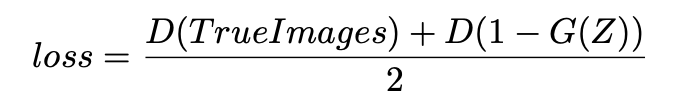 loss = \frac{D(TrueImages) + D(1 - G(Z))}{2}